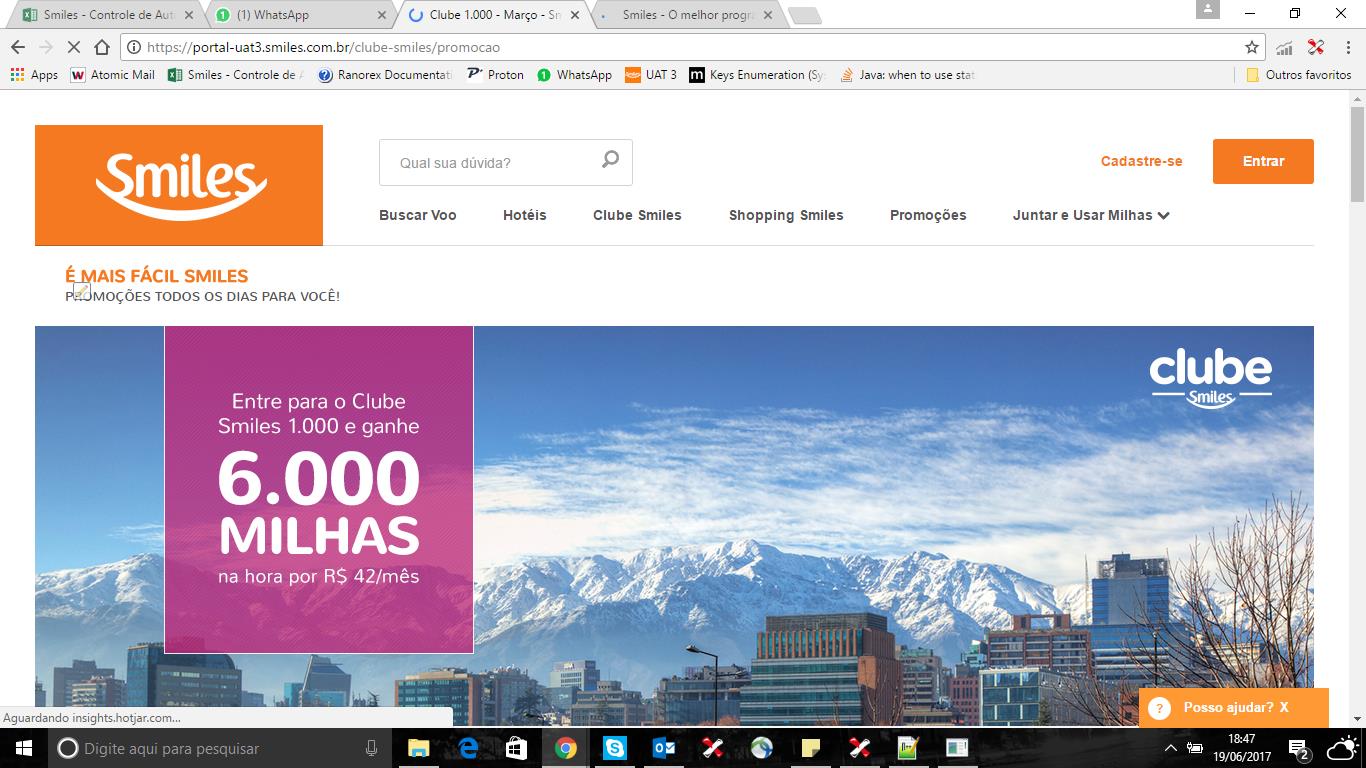 Smiles - Controle de Aut
(1) WhatsApp
Clube 1.000 - Março - Sm
Smiles - O melhor progra
https://portal-uat3.smiles.com.br/clube-smiles/promocao
Apps
Atomic Mail
Smiles - Controle de A
Ranorex Documentati
Proton
WhatsApp
UAT 3
Keys Enumeration (Sy
Java: when to use stat
Outros favoritos
Smiles
Qual sua dúvida?
Cadastre-se
Entrar
Buscar Voo
Hotéis
Clube Smiles
Shopping Smiles
Promoções
Juntar e Usar Milhas
É MAIS FÁCIL SMILES
PROMOÇÕES TODOS OS DIAS PARA VOCÊ!
Entre para o Clube
Smiles 1.000 e ganhe
6.000
MILHAS
na hora por R$ 42/mês
clube
Smiles
? Posso ajudar? X
Aguardando insights.hotjar.com...
Digite aqui para pesquisar
18:47
19/06/2017
2